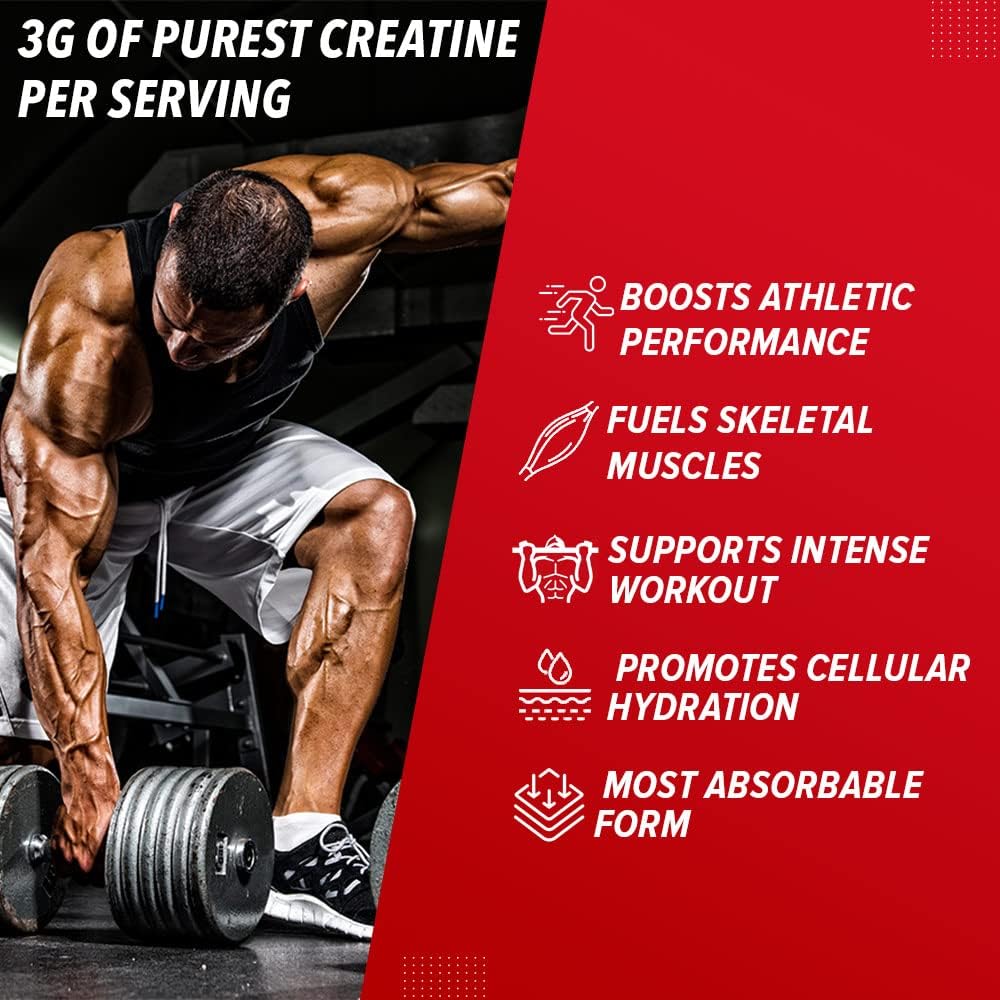 3G OF PUREST CREATINE
PER SERVING
BOOSTS ATHLETIC
PERFORMANCE
FUELS SKELETAL
MUSCLES
SUPPORTS INTENSE
WORKOUT
PROMOTES CELLULAR
HYDRATION
MOST ABSORBABLE
FORM